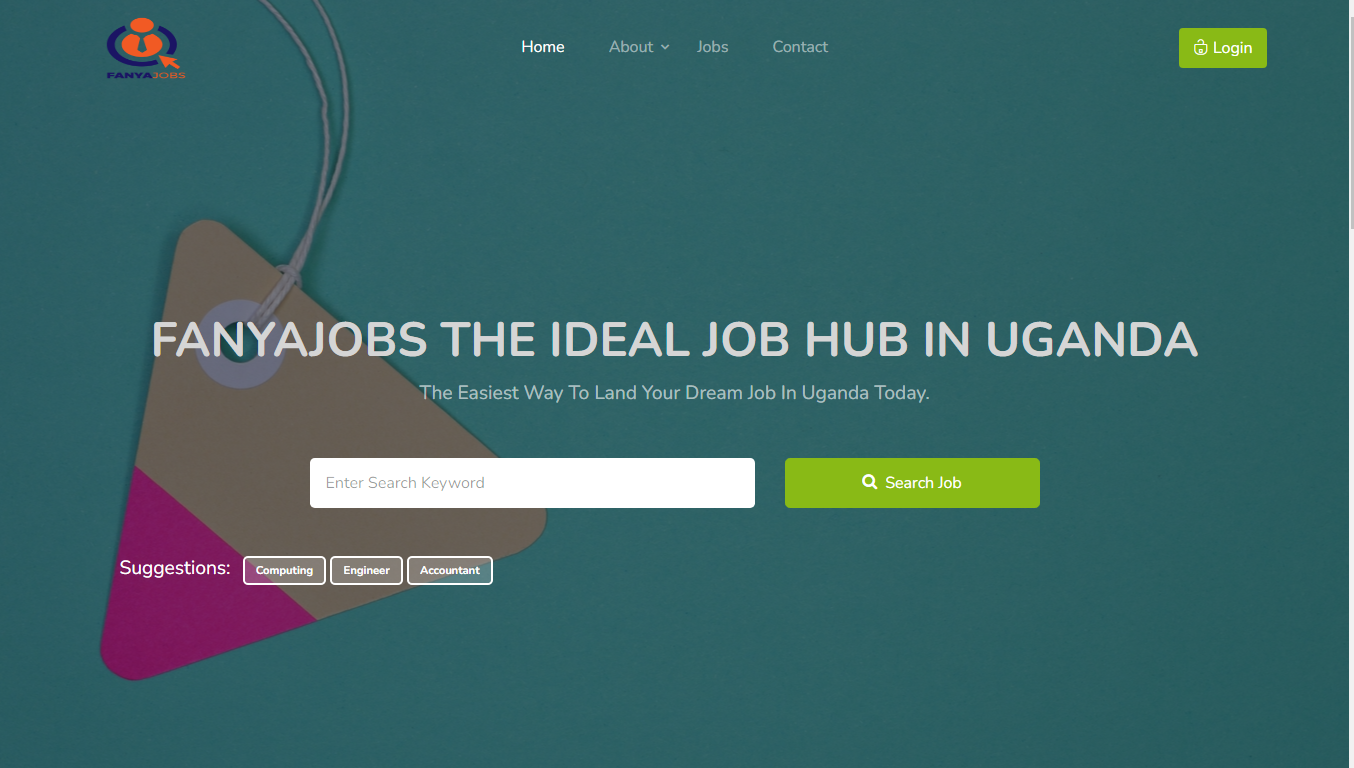 FANYAJOBS
Home
About
Jobs
Contact
Login
FANYAJOBS THE IDEAL JOB HUB IN UGANDA
The Easiest Way To Land Your Dream Job In Uganda Today.
Enter Search Keyword
Search Job
Suggestions: Computing Engineer Accountant